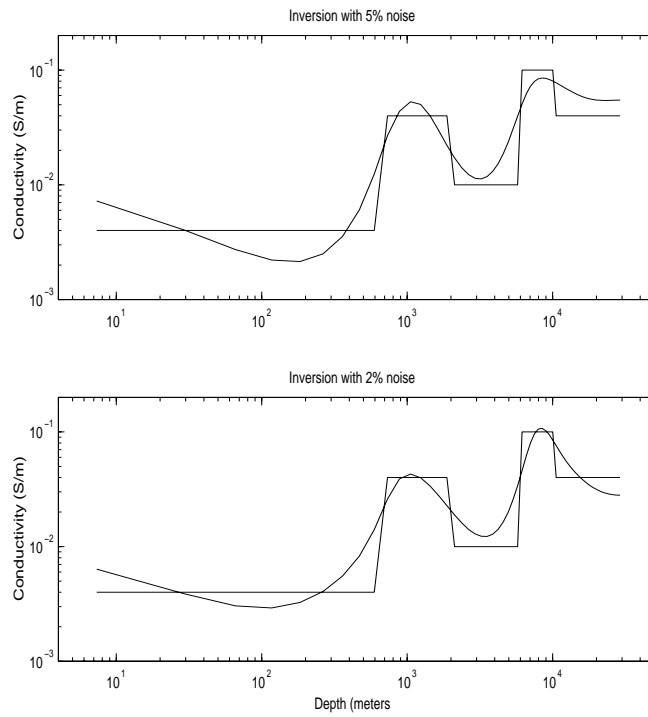 Inversion with 5% noise
Conductivity (S/m)
10^-1
10^-2
10^-3
10^1 10^2 10^3 10^4
Inversion with 2% noise
Conductivity (S/m)
10^-1
10^-2
10^-3
10^1 10^2 10^3 10^4
Depth (meters